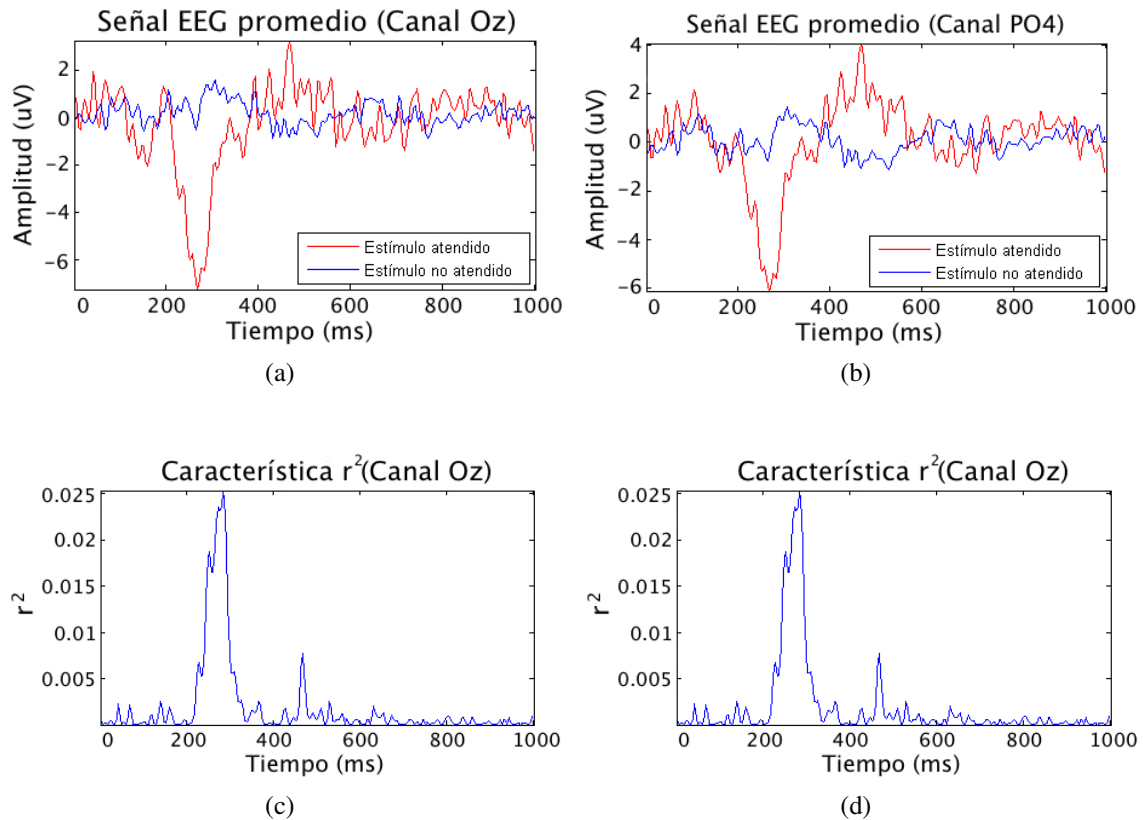 Señal EEG promedio (Canal Oz)
Amplitud (uV)
2
0
-2
-4
-6
Estímulo atendido
Estímulo no atendido
0 200 400 600 800 1000
Tiempo (ms)
(a)
Señal EEG promedio (Canal PO4)
Amplitud (uV)
4
2
0
-2
-4
-6
Estímulo atendido
Estímulo no atendido
0 200 400 600 800 1000
Tiempo (ms)
(b)
Característica r²(Canal Oz)
r²
0.025
0.02
0.015
0.01
0.005
0 200 400 600 800 1000
Tiempo (ms)
(c)
Característica r²(Canal Oz)
r²
0.025
0.02
0.015
0.01
0.005
0 200 400 600 800 1000
Tiempo (ms)
(d)